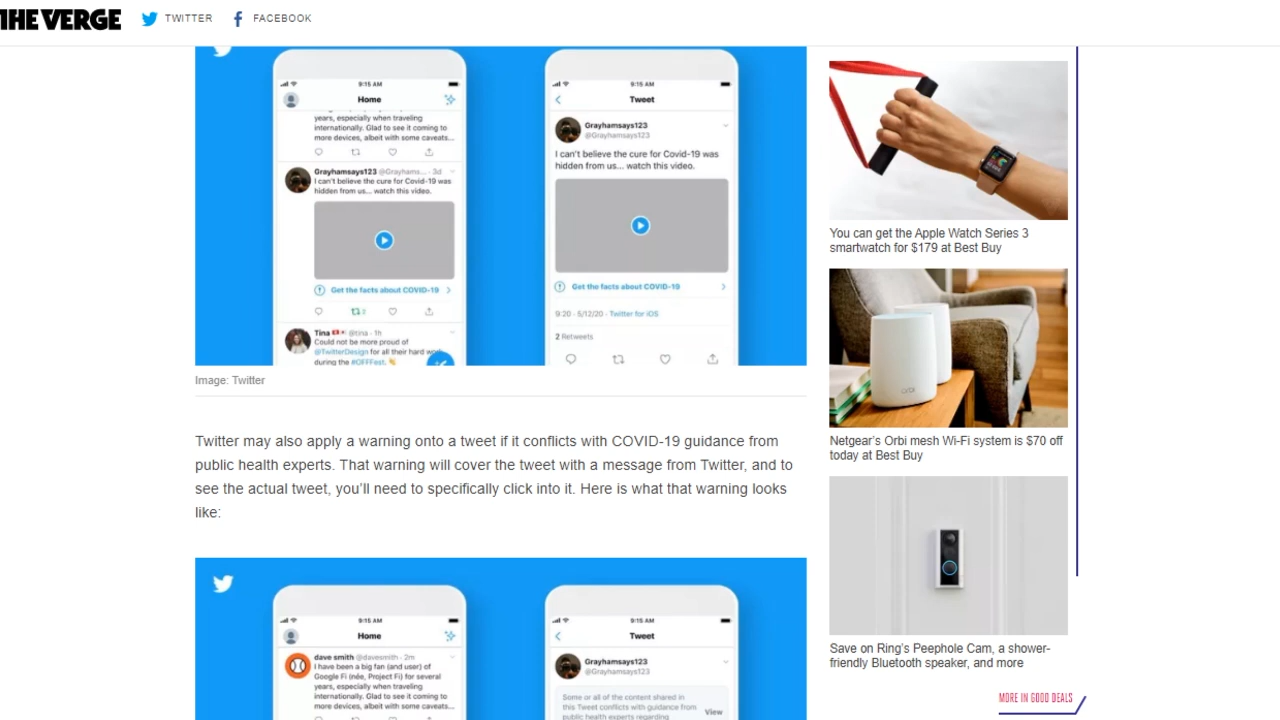 THE VERGE
TWITTER
FACEBOOK
9:15 AM
Home
years, especially when traveling
internationally. Glad to see it coming to
more devices, albeit with some caveats...
Grayhamsays123 @Grayhams... · 3d
I can't believe the cure for Covid-19 was
hidden from us... watch this video.
Get the facts about COVID-19
2
Tina @tina · 1h
Could not be more proud of
@TwitterDesign for all their hard work
during the #OFFFest.
9:15 AM
Tweet
Grayhamsays123
@Grayhamsays123
I can't believe the cure for Covid-19 was
hidden from us... watch this video.
Get the facts about COVID-19
9:20 · 5/12/20 · Twitter for iOS
2 Retweets
Image: Twitter
Twitter may also apply a warning onto a tweet if it conflicts with COVID-19 guidance from
public health experts. That warning will cover the tweet with a message from Twitter, and to
see the actual tweet, you'll need to specifically click into it. Here is what that warning looks
like:
9:15 AM
Home
dave smith @davesmith · 2m
I have been a big fan (and user) of
Google Fi (née, Project Fi) for several
years, especially when traveling
internationally. Glad to see it coming to
more devices, albeit with some caveats...
9:15 AM
Tweet
Grayhamsays123
@Grayhamsays123
Some or all of the content shared in
this Tweet conflicts with guidance from
public health experts regarding
View
You can get the Apple Watch Series 3
smartwatch for $179 at Best Buy
orbi
Netgear's Orbi mesh Wi-Fi system is $70 off
today at Best Buy
Save on Ring's Peephole Cam, a shower-
friendly Bluetooth speaker, and more
MORE IN GOOD DEALS